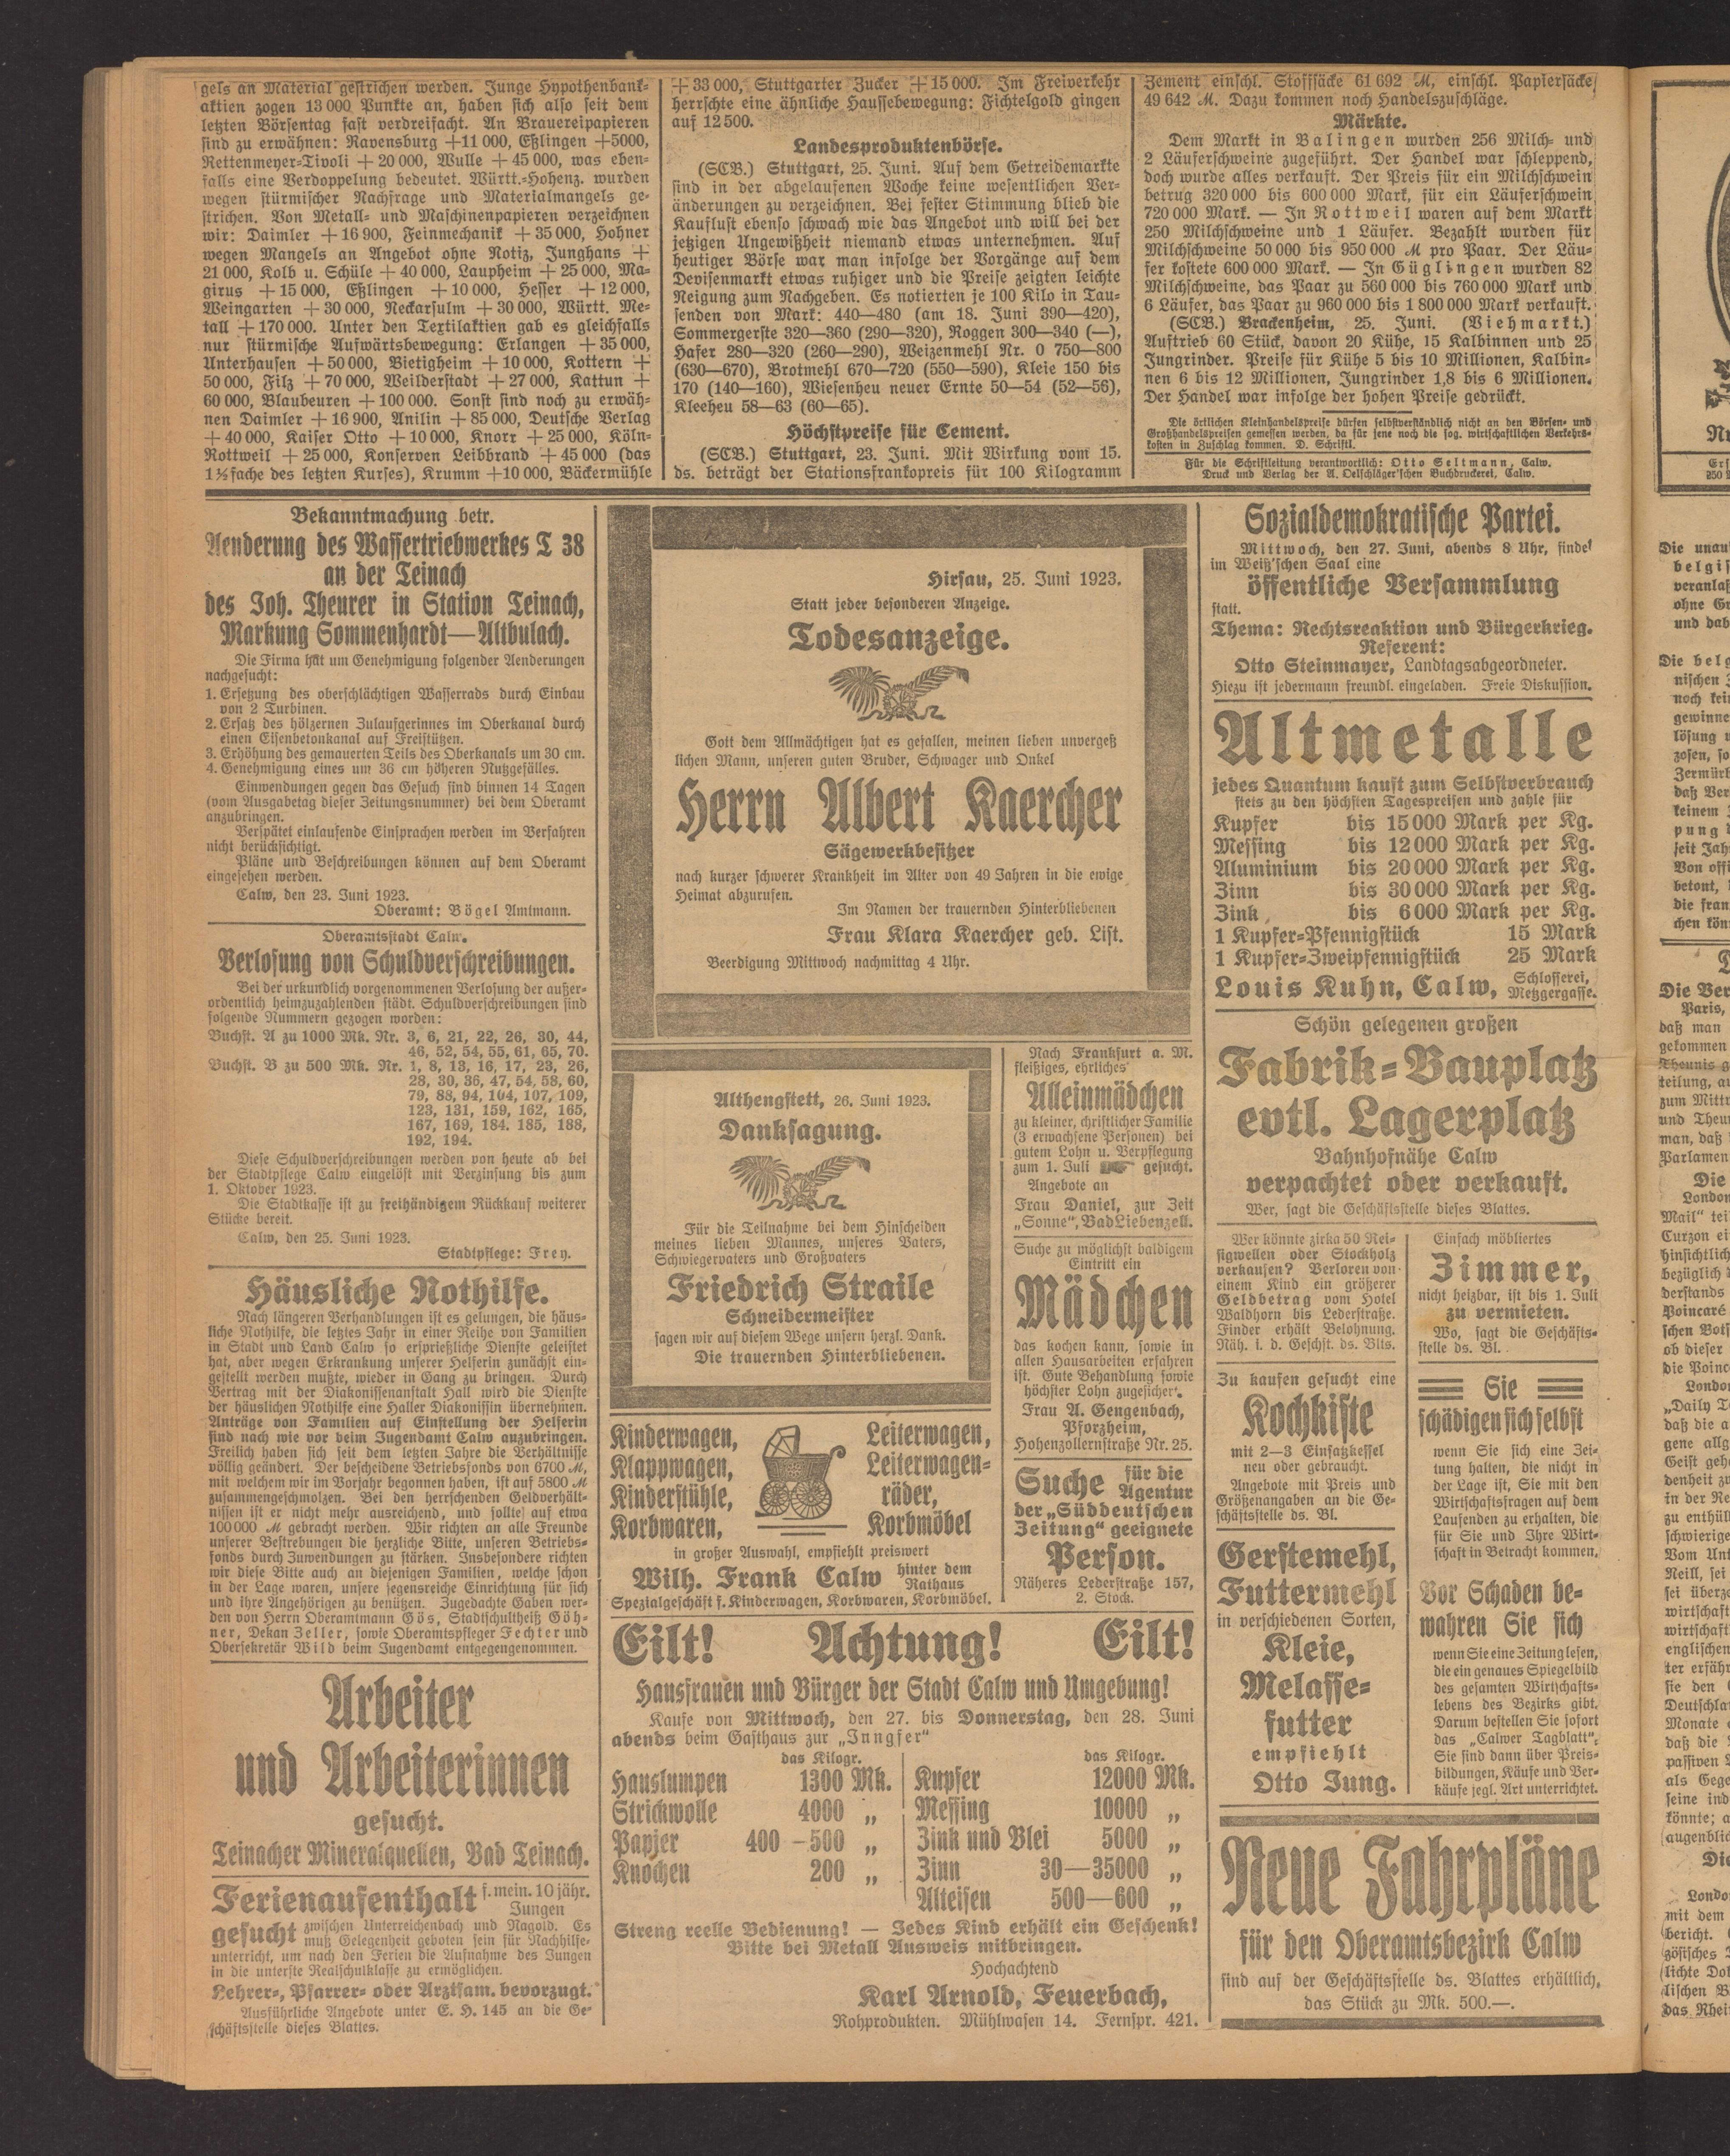 gels an Material gestrichen werden. Junge Hypothenbank-
aktien zogen 13 000 Punkte an, haben sich also seit dem
letzten Börsentag fast verdreifacht. An Brauereipapieren
sind zu erwähnen: Ravensburg +11 000, Eßlingen +5000,
Rettenmeyer-Tivoli + 20 000, Wulle + 45 000, was eben-
falls eine Verdoppelung bedeutet. Württ.-Hohenz. wurden
wegen stürmischer Nachfrage und Materialmangels ge-
strichen. Von Metall- und Maschinenpapieren verzeichnen
wir: Daimler + 16 900, Feinmechanik + 35 000, Hohner
wegen Mangels an Angebot ohne Notiz, Junghans +
21 000, Kolb u. Schüle + 40 000, Laupheim + 25 000, Ma-
girus + 15 000, Eßlingen + 10 000, Hesser + 12 000,
Weingarten + 30 000, Neckarsulm + 30 000, Württ. Me-
tall + 170 000. Unter den Textilaktien gab es gleichfalls
nur stürmische Aufwärtsbewegung: Erlangen + 35 000,
Unterhausen + 50 000, Bietigheim + 10 000, Kottern +
50 000, Filz + 70 000, Weilderstadt + 27 000, Kattun +
60 000, Blaubeuren + 100 000. Sonst sind noch zu erwäh-
nen Daimler + 16 900, Anilin + 85 000, Deutsche Verlag
+ 40 000, Kaiser Otto + 10 000, Knorr + 25 000, Köln-
Rottweil + 25 000, Konserven Leibbrand + 45 000 (das
1½fache des letzten Kurses), Krumm +10 000, Bäckermühle
+ 33 000, Stuttgarter Zucker + 15 000. Im Freiverkehr
herrschte eine ähnliche Haussebewegung: Fichtelgold gingen
auf 12 500.
Landesproduktenbörse.
(SCB.) Stuttgart, 25. Juni. Auf dem Getreidemarkte
sind in der abgelaufenen Woche keine wesentlichen Ver-
änderungen zu verzeichnen. Bei fester Stimmung blieb die
Kauflust ebenso schwach wie das Angebot und will bei der
jetzigen Ungewißheit niemand etwas unternehmen. Auf
heutiger Börse war man infolge der Vorgänge auf dem
Devisenmarkt etwas ruhiger und die Preise zeigten leichte
Neigung zum Nachgeben. Es notierten je 100 Kilo in Tau-
senden von Mark: 440—480 (am 18. Juni 390—420),
Sommergerste 320—360 (290—320), Roggen 300—340 (—),
Hafer 280—320 (260—290), Weizenmehl Nr. 0 750—800
(630—670), Brotmehl 670—720 (550—590), Kleie 150 bis
170 (140—160), Wiesenheu neuer Ernte 50—54 (52—56),
Kleeheu 58—63 (60—65).
Höchstpreise für Cement.
(SCB.) Stuttgart, 23. Juni. Mit Wirkung vom 15.
ds. beträgt der Stationsfrankopreis für 100 Kilogramm
Zement einschl. Stoffsäcke 61 692 M, einschl. Papiersäcke
49 642 M. Dazu kommen noch Handelszuschläge.
Märkte.
Dem Markt in Balingen wurden 256 Milch- und
2 Läuferschweine zugeführt. Der Handel war schleppend,
doch wurde alles verkauft. Der Preis für ein Milchschwein
betrug 320 000 bis 600 000 Mark, für ein Läuferschwein
720 000 Mark. — In Rottweil waren auf dem Markt
250 Milchschweine und 1 Läufer. Bezahlt wurden für
Milchschweine 50 000 bis 950 000 M pro Paar. Der Läu-
fer kostete 600 000 Mark. — In Güglingen wurden 82
Milchschweine, das Paar zu 560 000 bis 760 000 Mark und
6 Läufer, das Paar zu 960 000 bis 1 800 000 Mark verkauft.
(SCB.) Brackenheim, 25. Juni. (Viehmarkt.)
Auftrieb 60 Stück, davon 20 Kühe, 15 Kalbinnen und 25
Jungrinder. Preise für Kühe 5 bis 10 Millionen, Kalbin-
nen 6 bis 12 Millionen, Jungrinder 1,8 bis 6 Millionen.
Der Handel war infolge der hohen Preise gedrückt.
Die örtlichen Kleinhandelspreise dürfen selbstverständlich nicht an den Börsen- und
Großhandelspreisen gemessen werden, da für jene noch die sog. wirtschaftlichen Verkehrs-
kosten in Zuschlag kommen. D. Schriftl.
Für die Schriftleitung verantwortlich: Otto Seltmann, Calw.
Druck und Verlag der A. Oelschläger'schen Buchdruckerei, Calw.
Bekanntmachung betr.
Aenderung des Wassertriebwerkes T 38
an der Teinach
des Joh. Theurer in Station Teinach,
Markung Sommenhardt—Altbulach.
Die Firma hat um Genehmigung folgender Aenderungen
nachgesucht:
1. Ersetzung des oberschlächtigen Wasserrads durch Einbau
von 2 Turbinen.
2. Ersatz des hölzernen Zulaufgerinnes im Oberkanal durch
einen Eisenbetonkanal auf Freistützen.
3. Erhöhung des gemauerten Teils des Oberkanals um 30 cm.
4. Genehmigung eines um 36 cm höheren Nutzgefälles.
Einwendungen gegen das Gesuch sind binnen 14 Tagen
(vom Ausgabetag dieser Zeitungsnummer) bei dem Oberamt
anzubringen.
Verspätet einlaufende Einsprachen werden im Verfahren
nicht berücksichtigt.
Pläne und Beschreibungen können auf dem Oberamt
eingesehen werden.
Calw, den 23. Juni 1923.
Oberamt: Bögel Amtmann.
Oberamtsstadt Calw.
Verlosung von Schuldverschreibungen.
Bei der urkundlich vorgenommenen Verlosung der außer-
ordentlich heimzuzahlenden städt. Schuldverschreibungen sind
folgende Nummern gezogen worden:
Buchst. A zu 1000 Mk. Nr. 3, 6, 21, 22, 26, 30, 44,
46, 52, 54, 55, 61, 65, 70.
Buchst. B zu 500 Mk. Nr. 1, 8, 13, 16, 17, 23, 26,
28, 30, 36, 47, 54, 58, 60,
79, 88, 94, 104, 107, 109,
123, 131, 159, 162, 165,
167, 169, 184. 185, 188,
192, 194.
Diese Schuldverschreibungen werden von heute ab bei
der Stadtpflege Calw eingelöst mit Verzinsung bis zum
1. Oktober 1923.
Die Stadtkasse ist zu freihändigem Rückkauf weiterer
Stücke bereit.
Calw, den 25. Juni 1923.
Stadtpflege: Frey.
Häusliche Nothilfe.
Nach längeren Verhandlungen ist es gelungen, die häus-
liche Nothilfe, die letztes Jahr in einer Reihe von Familien
in Stadt und Land Calw so ersprießliche Dienste geleistet
hat, aber wegen Erkrankung unserer Helferin zunächst ein-
gestellt werden mußte, wieder in Gang zu bringen. Durch
Vertrag mit der Diakonissenanstalt Hall wird die Dienste
der häuslichen Nothilfe eine Haller Diakonissin übernehmen.
Anträge von Familien auf Einstellung der Helferin
sind nach wie vor beim Jugendamt Calw anzubringen.
Freilich haben sich seit dem letzten Jahre die Verhältnisse
völlig geändert. Der bescheidene Betriebsfonds von 6700 M,
mit welchem wir im Vorjahr begonnen haben, ist auf 5800 M
zusammengeschmolzen. Bei den herrschenden Geldverhält-
nissen ist er nicht mehr ausreichend, und sollte auf etwa
100 000 M gebracht werden. Wir richten an alle Freunde
unserer Bestrebungen die herzliche Bitte, unseren Betriebs-
fonds durch Zuwendungen zu stärken. Insbesondere richten
wir diese Bitte auch an diejenigen Familien, welche schon
in der Lage waren, unsere segensreiche Einrichtung für sich
und ihre Angehörigen zu benützen. Zugedachte Gaben wer-
den von Herrn Oberamtmann Gös, Stadtschultheiß Göh-
ner, Dekan Zeller, sowie Oberamtspfleger Fechter und
Obersekretär Wild beim Jugendamt entgegengenommen.
Arbeiter
und Arbeiterinnen
gesucht.
Teinacher Mineralquellen, Bad Teinach.
Ferienaufenthalt f. mein. 10 jähr.
Jungen
gesucht zwischen Unterreichenbach und Nagold. Es
muß Gelegenheit geboten sein für Nachhilfe-
unterricht, um nach den Ferien die Aufnahme des Jungen
in die unterste Realschulklasse zu ermöglichen.
Lehrer-, Pfarrer- oder Arztfam. bevorzugt.
Ausführliche Angebote unter E. H. 145 an die Ge-
schäftsstelle dieses Blattes.
Hirsau, 25. Juni 1923.
Statt jeder besonderen Anzeige.
Todesanzeige.
Gott dem Allmächtigen hat es gefallen, meinen lieben unvergeß
lichen Mann, unseren guten Bruder, Schwager und Onkel
Herrn Albert Kaercher
Sägewerkbesitzer
nach kurzer schwerer Krankheit im Alter von 49 Jahren in die ewige
Heimat abzurufen.
Im Namen der trauernden Hinterbliebenen
Frau Klara Kaercher geb. List.
Beerdigung Mittwoch nachmittag 4 Uhr.
Althengstett, 26. Juni 1923.
Danksagung.
Für die Teilnahme bei dem Hinscheiden
meines lieben Mannes, unseres Vaters,
Schwiegervaters und Großvaters
Friedrich Straile
Schneidermeister
sagen wir auf diesem Wege unsern herzl. Dank.
Die trauernden Hinterbliebenen.
Nach Frankfurt a. M.
fleißiges, ehrliches
Alleinmädchen
zu kleiner, christlicher Familie
(3 erwachsene Personen) bei
gutem Lohn u. Verpflegung
zum 1. Juli gesucht.
Angebote an
Frau Daniel, zur Zeit
„Sonne", Bad Liebenzell.
Suche zu möglichst baldigem
Eintritt ein
Mädchen
das kochen kann, sowie in
allen Hausarbeiten erfahren
ist. Gute Behandlung sowie
höchster Lohn zugesichert.
Frau A. Gengenbach,
Pforzheim,
Hohenzollernstraße Nr. 25.
Suche für die
Agentur
der „Süddeutschen
Zeitung" geeignete
Person.
Näheres Lederstraße 157,
2. Stock.
Kinderwagen,
Klappwagen,
Kinderstühle,
Korbwaren,
Leiterwagen,
Leiterwagen-
räder,
Korbmöbel
in großer Auswahl, empfiehlt preiswert
Wilh. Frank Calw hinter dem
Rathaus
Spezialgeschäft f. Kinderwagen, Korbwaren, Korbmöbel.
Eilt! Achtung! Eilt!
Hausfrauen und Bürger der Stadt Calw und Umgebung!
Kaufe von Mittwoch, den 27. bis Donnerstag, den 28. Juni
abends beim Gasthaus zur „Jungfer"
das Kilogr.
Hauslumpen 1300 Mk.
Strickwolle 4000 „
Papier 400 – 500 „
Knochen 200 „
das Kilogr.
Kupfer 12000 Mk.
Messing 10000 „
Zink und Blei 5000 „
Zinn 30—35000 „
Alteisen 500—600 „
Streng reelle Bedienung! — Jedes Kind erhält ein Geschenk!
Bitte bei Metall Ausweis mitbringen.
Hochachtend
Karl Arnold, Feuerbach,
Rohprodukten. Mühlwasen 14. Fernspr. 421.
Sozialdemokratische Partei.
Mittwoch, den 27. Juni, abends 8 Uhr, findet
im Weiß'schen Saal eine
öffentliche Versammlung
statt.
Thema: Rechtsreaktion und Bürgerkrieg.
Referent:
Otto Steinmayer, Landtagsabgeordneter.
Hiezu ist jedermann freundl. eingeladen. Freie Diskussion.
Altmetalle
jedes Quantum kauft zum Selbstverbrauch
stets zu den höchsten Tagespreisen und zahle für
Kupfer bis 15 000 Mark per Kg.
Messing bis 12 000 Mark per Kg.
Aluminium bis 20 000 Mark per Kg.
Zinn bis 30 000 Mark per Kg.
Zink bis 6 000 Mark per Kg.
1 Kupfer-Pfennigstück 15 Mark
1 Kupfer-Zweipfennigstück 25 Mark
Louis Kuhn, Calw, Schlosserei,
Metzgergasse.
Schön gelegenen großen
Fabrik-Bauplatz
evtl. Lagerplatz
Bahnhofnähe Calw
verpachtet oder verkauft.
Wer, sagt die Geschäftsstelle dieses Blattes.
Wer könnte zirka 50 Rei-
sigwellen oder Stockholz
verkaufen? Verloren von
einem Kind ein größerer
Geldbetrag vom Hotel
Waldhorn bis Lederstraße.
Finder erhält Belohnung.
Näh. i. d. Geschst. ds. Blts.
Zu kaufen gesucht eine
Kochkiste
mit 2—3 Einsatzkessel
neu oder gebraucht.
Angebote mit Preis und
Größenangaben an die Ge-
schäftsstelle ds. Bl.
Gerstemehl,
Futtermehl
in verschiedenen Sorten,
Kleie,
Melasse-
futter
empfiehlt
Otto Jung.
Einfach möbliertes
Zimmer,
nicht heizbar, ist bis 1. Juli
zu vermieten.
Wo, sagt die Geschäfts-
stelle ds. Bl.
Sie
schädigen sich selbst
wenn Sie sich eine Zei-
tung halten, die nicht in
der Lage ist, Sie mit den
Wirtschaftsfragen auf dem
Laufenden zu erhalten, die
für Sie und Ihre Wirt-
schaft in Betracht kommen.
Vor Schaden be-
wahren Sie sich
wenn Sie eine Zeitung lesen,
die ein genaues Spiegelbild
des gesamten Wirtschafts-
lebens des Bezirks gibt.
Darum bestellen Sie sofort
das „Calwer Tagblatt".
Sie sind dann über Preis-
bildungen, Käufe und Ver-
käufe jegl. Art unterrichtet.
Neue Fahrpläne
für den Oberamtsbezirk Calw
sind auf der Geschäftsstelle ds. Blattes erhältlich,
das Stück zu Mk. 500.—.